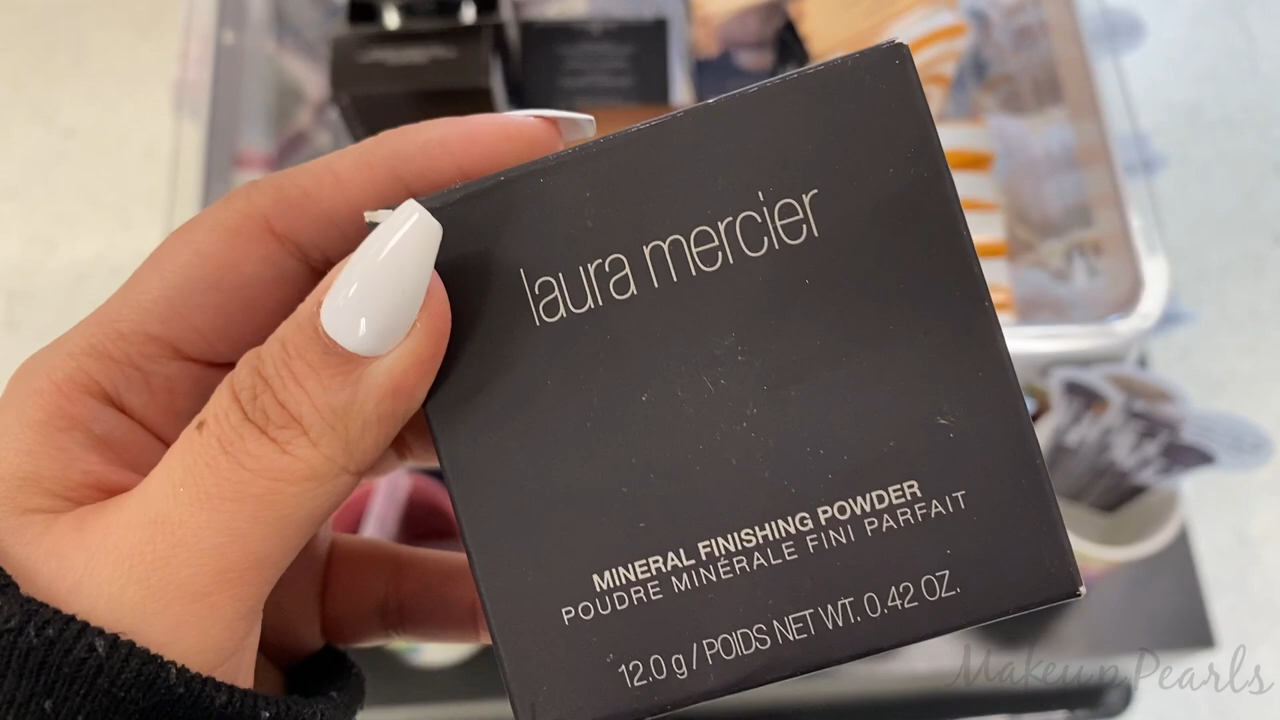 laura mercier
MINERAL FINISHING POWDER
POUDRE MINÉRALE FINI PARFAIT
12.0 g / POIDS NET WT. 0.42 OZ.
Makeup Pearls